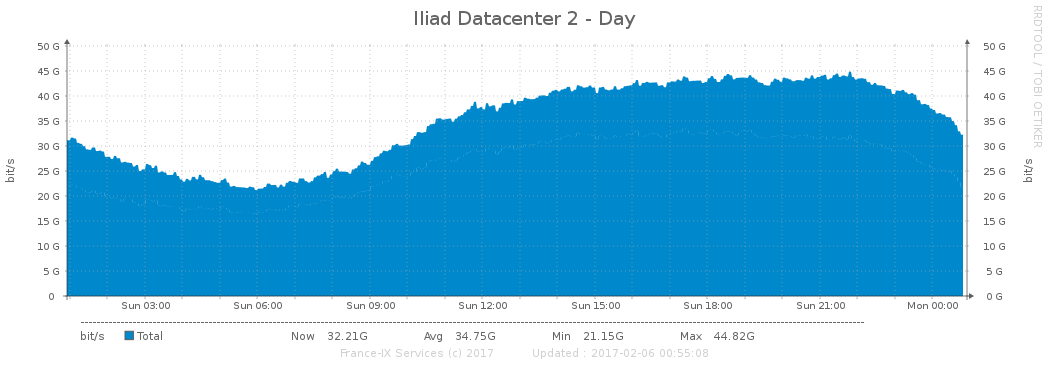 Iliad Datacenter 2 - Day
RRDTOOL / TOBI OETIKER
50 G 50 G
45 G 45 G
40 G 40 G
35 G 35 G
30 G 30 G
25 G 25 G
20 G 20 G
15 G 15 G
10 G 10 G
5 G 5 G
0 0 G
bit/s bit/s
Sun 03:00 Sun 06:00 Sun 09:00 Sun 12:00 Sun 15:00 Sun 18:00 Sun 21:00 Mon 00:00
bit/s Total Now 32.21G Avg 34.75G Min 21.15G Max 44.82G
France-IX Services (c) 2017 Updated : 2017-02-06 00:55:08